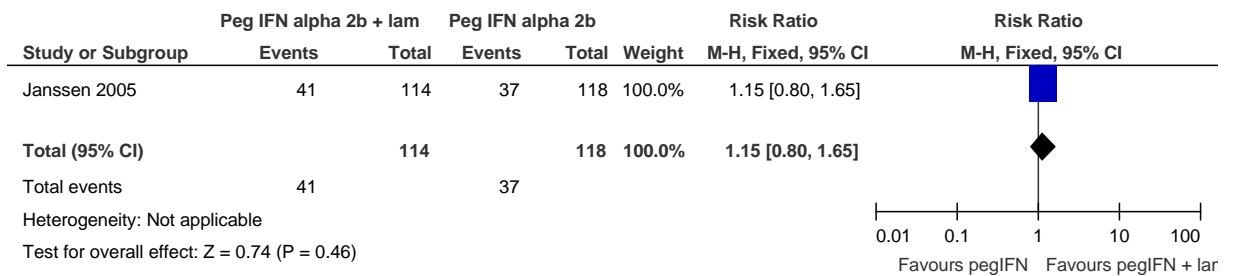 Peg IFN alpha 2b + lam Peg IFN alpha 2b Risk Ratio Risk Ratio
Study or Subgroup Events Total Events Total Weight M-H, Fixed, 95% CI M-H, Fixed, 95% CI
Janssen 2005 41 114 37 118 100.0% 1.15 [0.80, 1.65]
Total (95% CI) 114 118 100.0% 1.15 [0.80, 1.65]
Total events 41 37
Heterogeneity: Not applicable
Test for overall effect: Z = 0.74 (P = 0.46)
0.01 0.1 1 10 100
Favours pegIFN Favours pegIFN + lar